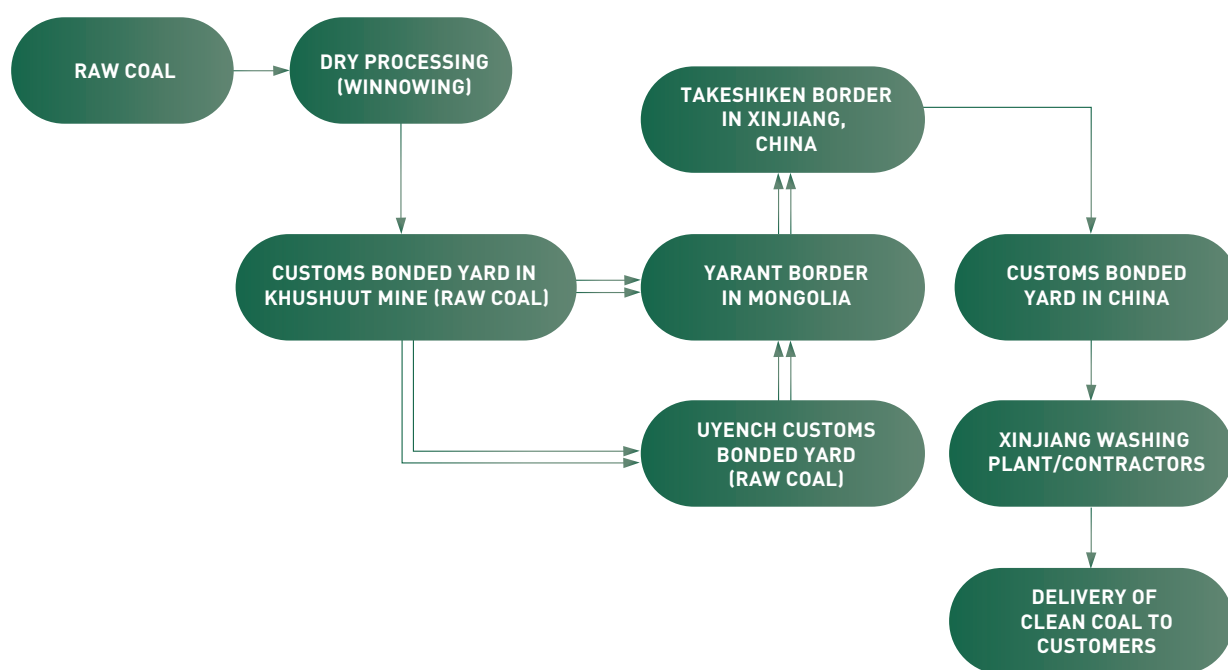 RAW COAL
DRY PROCESSING
(WINNOWING)
TAKESHIKEN BORDER
IN XINJIANG,
CHINA
CUSTOMS BONDED YARD IN
KHUSHUUT MINE (RAW COAL)
YARANT BORDER
IN MONGOLIA
CUSTOMS BONDED
YARD IN CHINA
UYENCH CUSTOMS
BONDED YARD
(RAW COAL)
XINJIANG WASHING
PLANT/CONTRACTORS
DELIVERY OF
CLEAN COAL TO
CUSTOMERS